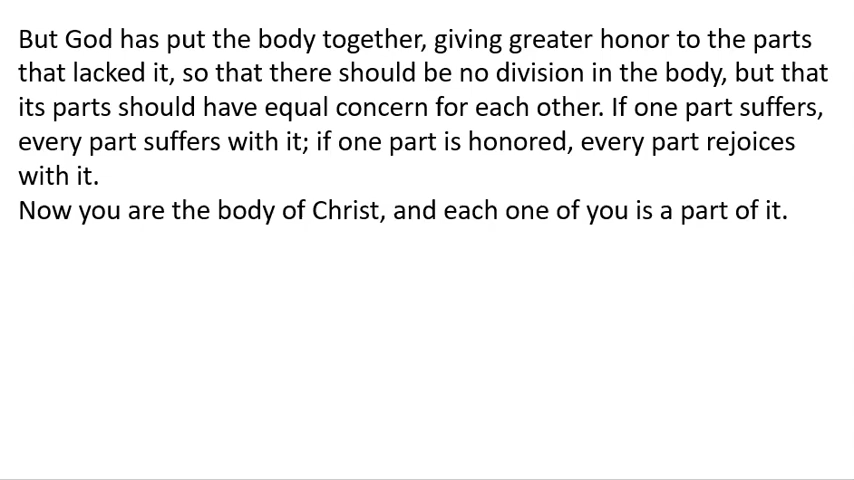 But God has put the body together, giving greater honor to the parts
that lacked it, so that there should be no division in the body, but that
its parts should have equal concern for each other. If one part suffers,
every part suffers with it; if one part is honored, every part rejoices
with it.
Now you are the body of Christ, and each one of you is a part of it.